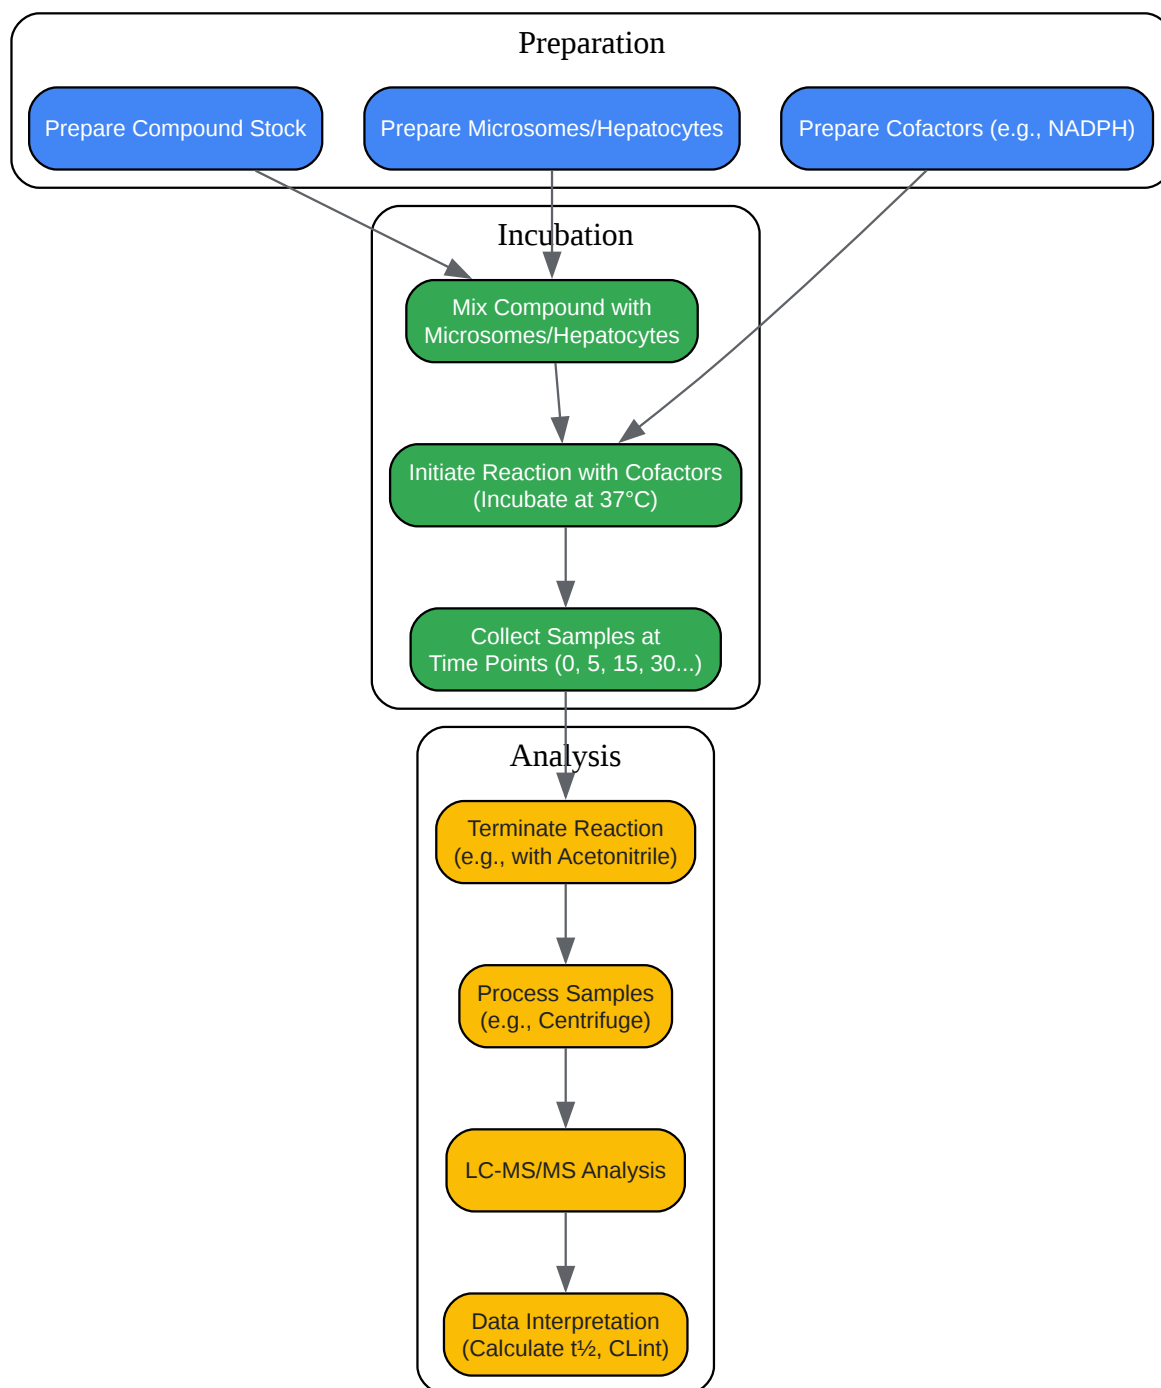 Preparation
Prepare Compound Stock
Prepare Microsomes/Hepatocytes
Prepare Cofactors (e.g., NADPH)
Incubation
Mix Compound with
Microsomes/Hepatocytes
Initiate Reaction with Cofactors
(Incubate at 37°C)
Collect Samples at
Time Points (0, 5, 15, 30...)
Analysis
Terminate Reaction
(e.g., with Acetonitrile)
Process Samples
(e.g., Centrifuge)
LC-MS/MS Analysis
Data Interpretation
(Calculate t½, CLint)